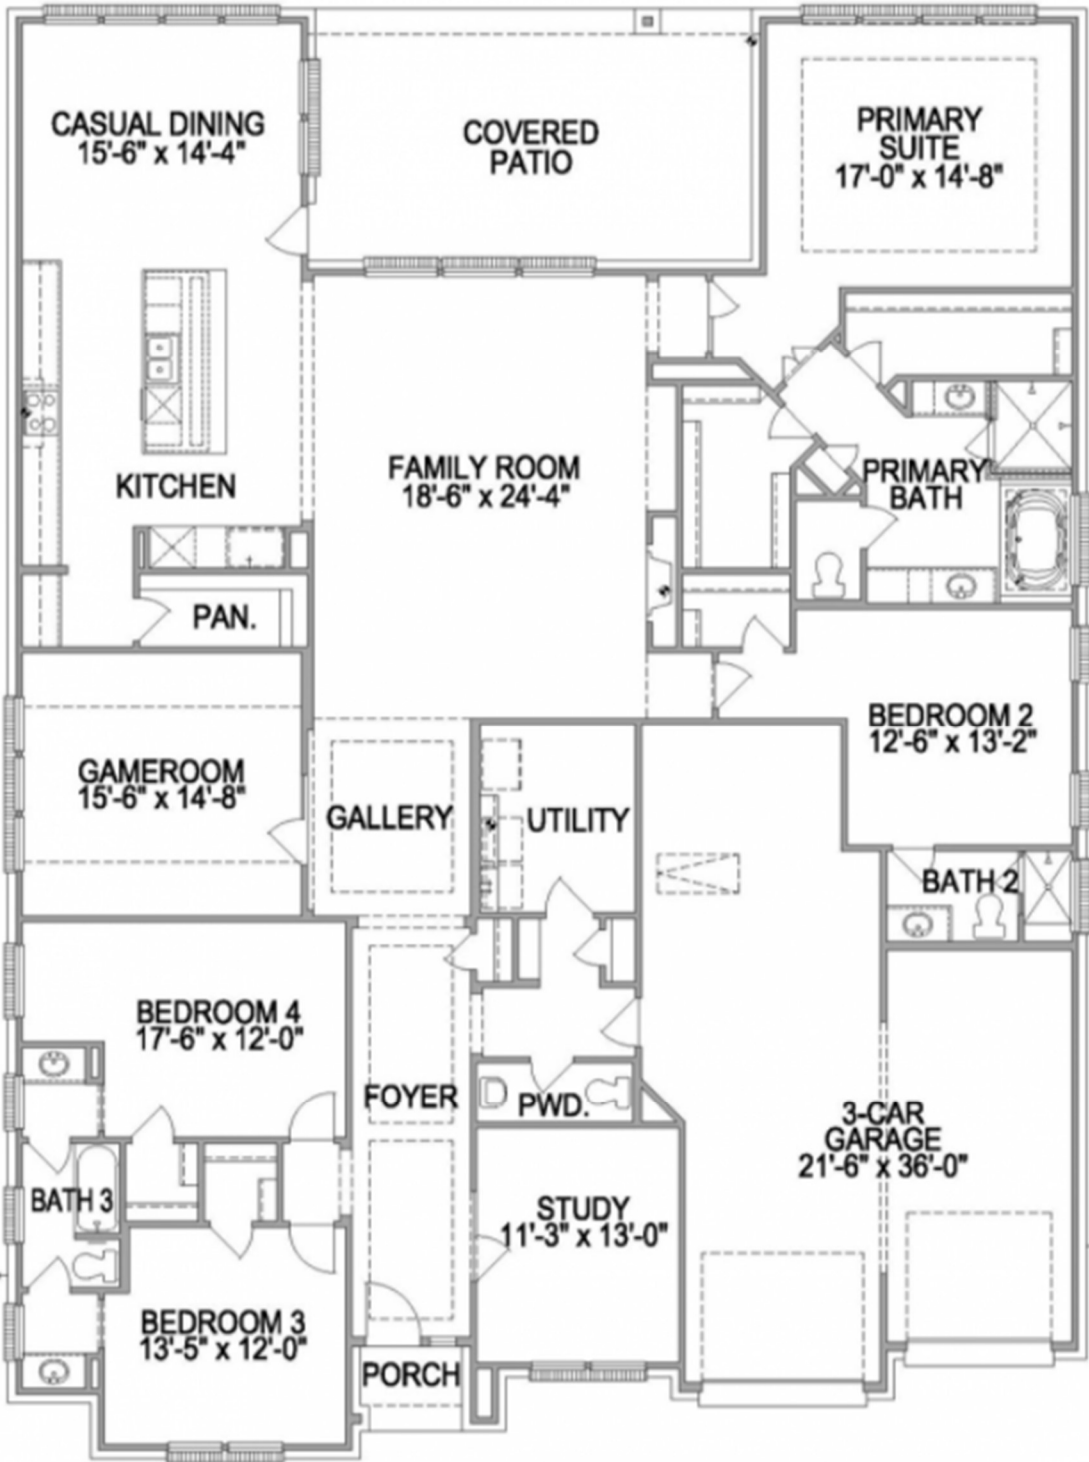 CASUAL DINING
15'-6" x 14'-4"
COVERED
PATIO
PRIMARY
SUITE
17'-0" x 14'-8"
KITCHEN
FAMILY ROOM
18'-6" x 24'-4"
PRIMARY
BATH
PAN.
GAMEROOM
15'-6" x 14'-8"
GALLERY
UTILITY
BEDROOM 2
12'-6" x 13'-2"
BATH 2
BEDROOM 4
17'-6" x 12'-0"
FOYER
PWD.
3-CAR
GARAGE
21'-6" x 36'-0"
BATH 3
STUDY
11'-3" x 13'-0"
BEDROOM 3
13'-5" x 12'-0"
PORCH